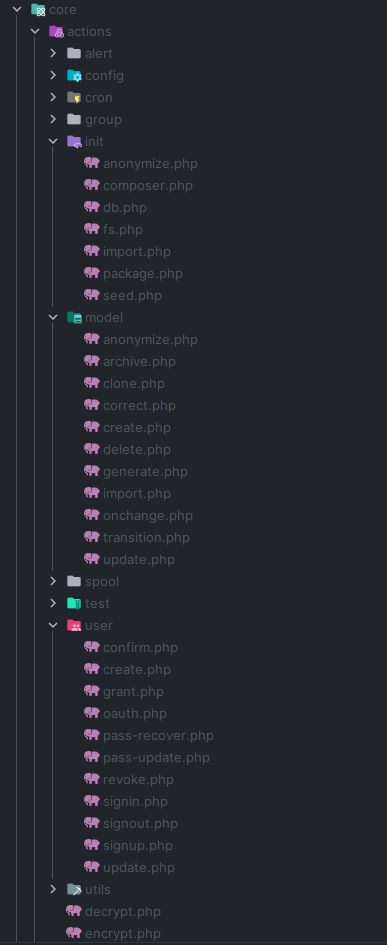 core
actions
alert
config
cron
group
init
anonymize.php
composer.php
db.php
fs.php
import.php
package.php
seed.php
model
anonymize.php
archive.php
clone.php
correct.php
create.php
delete.php
generate.php
import.php
onchange.php
transition.php
update.php
spool
test
user
confirm.php
create.php
grant.php
oauth.php
pass-recover.php
pass-update.php
revoke.php
signin.php
signout.php
signup.php
update.php
utils
decrypt.php
encrypt.php